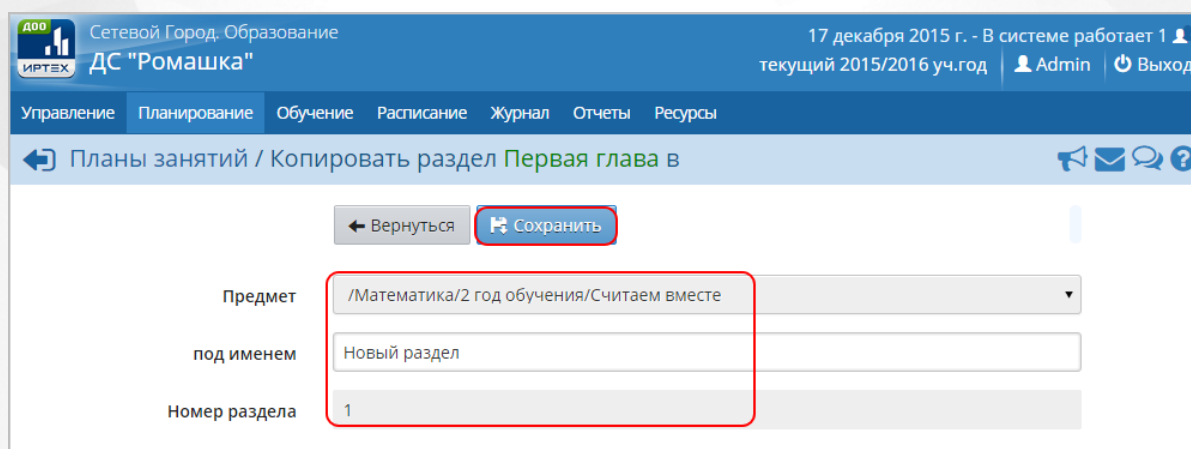 ДОО
ИРТЕХ
Сетевой Город. Образование
ДС "Ромашка"
17 декабря 2015 г. - В системе работает 1
текущий 2015/2016 уч.год Admin Выход
Управление Планирование Обучение Расписание Журнал Отчеты Ресурсы
Планы занятий / Копировать раздел Первая глава в ?
Вернуться Сохранить
Предмет /Математика/2 год обучения/Считаем вместе
под именем Новый раздел
Номер раздела 1